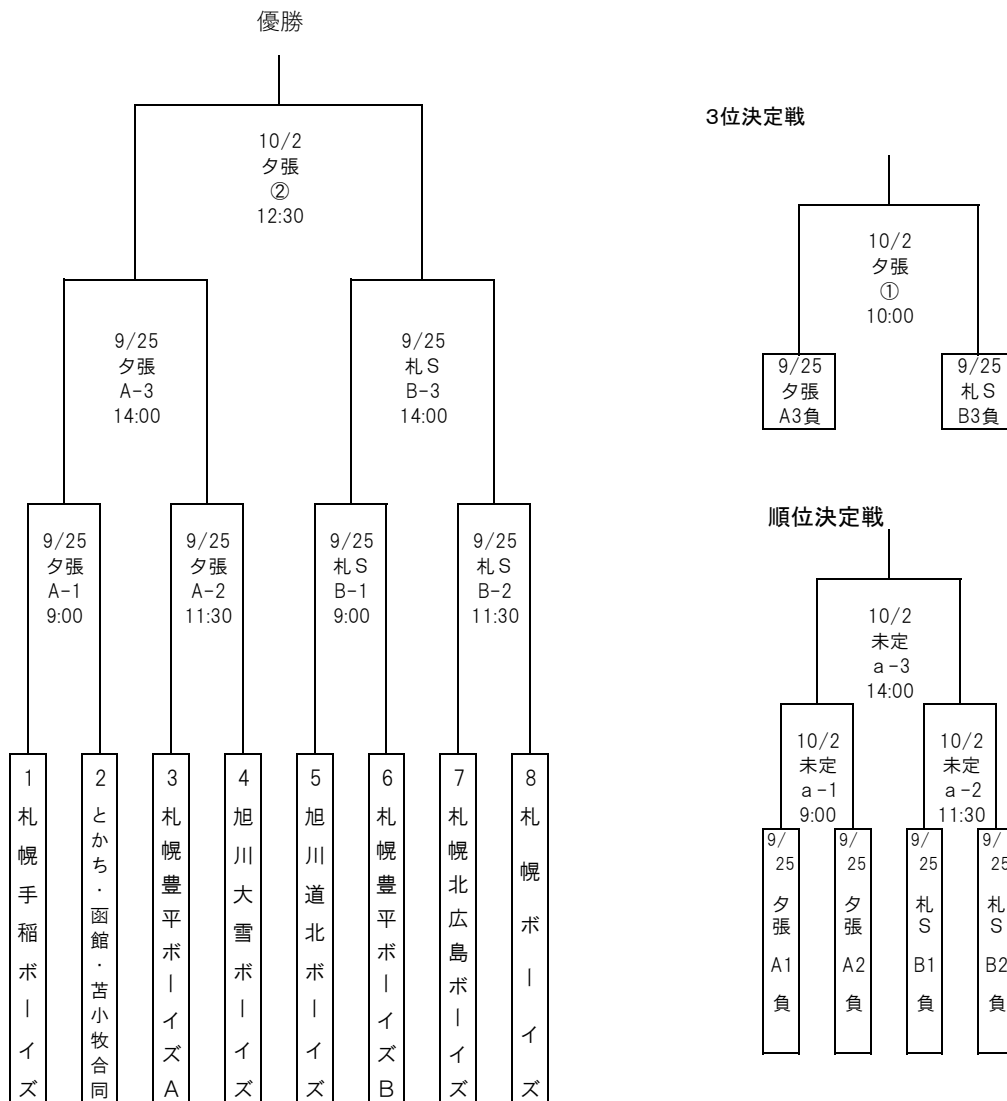 優勝
10/2
夕張
②
12:30
9/25
夕張
A-3
14:00
9/25
札S
B-3
14:00
9/25
夕張
A-1
9:00
9/25
夕張
A-2
11:30
9/25
札S
B-1
9:00
9/25
札S
B-2
11:30
1 札幌手稲ボーイズ
2 とかち・函館・苫小牧合同
3 札幌豊平ボーイズA
4 旭川大雪ボーイズ
5 旭川道北ボーイズ
6 札幌豊平ボーイズB
7 札幌北広島ボーイズ
8 札幌ボーイズ
3位決定戦
10/2
夕張
①
10:00
9/25
夕張
A3負
9/25
札S
B3負
順位決定戦
10/2
未定
a-3
14:00
10/2
未定
a-1
9:00
10/2
未定
a-2
11:30
9/25 夕張 A1 負
9/25 夕張 A2 負
9/25 札S B1 負
9/25 札S B2 負